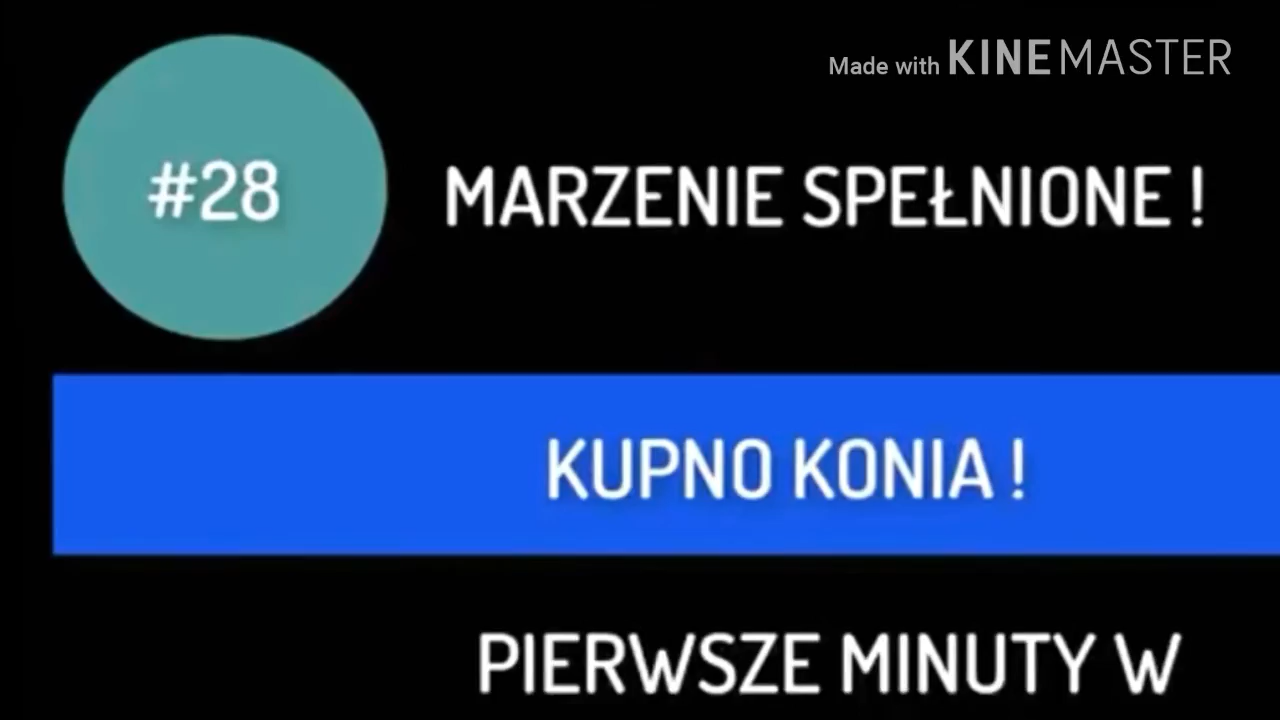 Made with KINEMASTER
#28
MARZENIE SPEŁNIONE !
KUPNO KONIA !
PIERWSZE MINUTY W